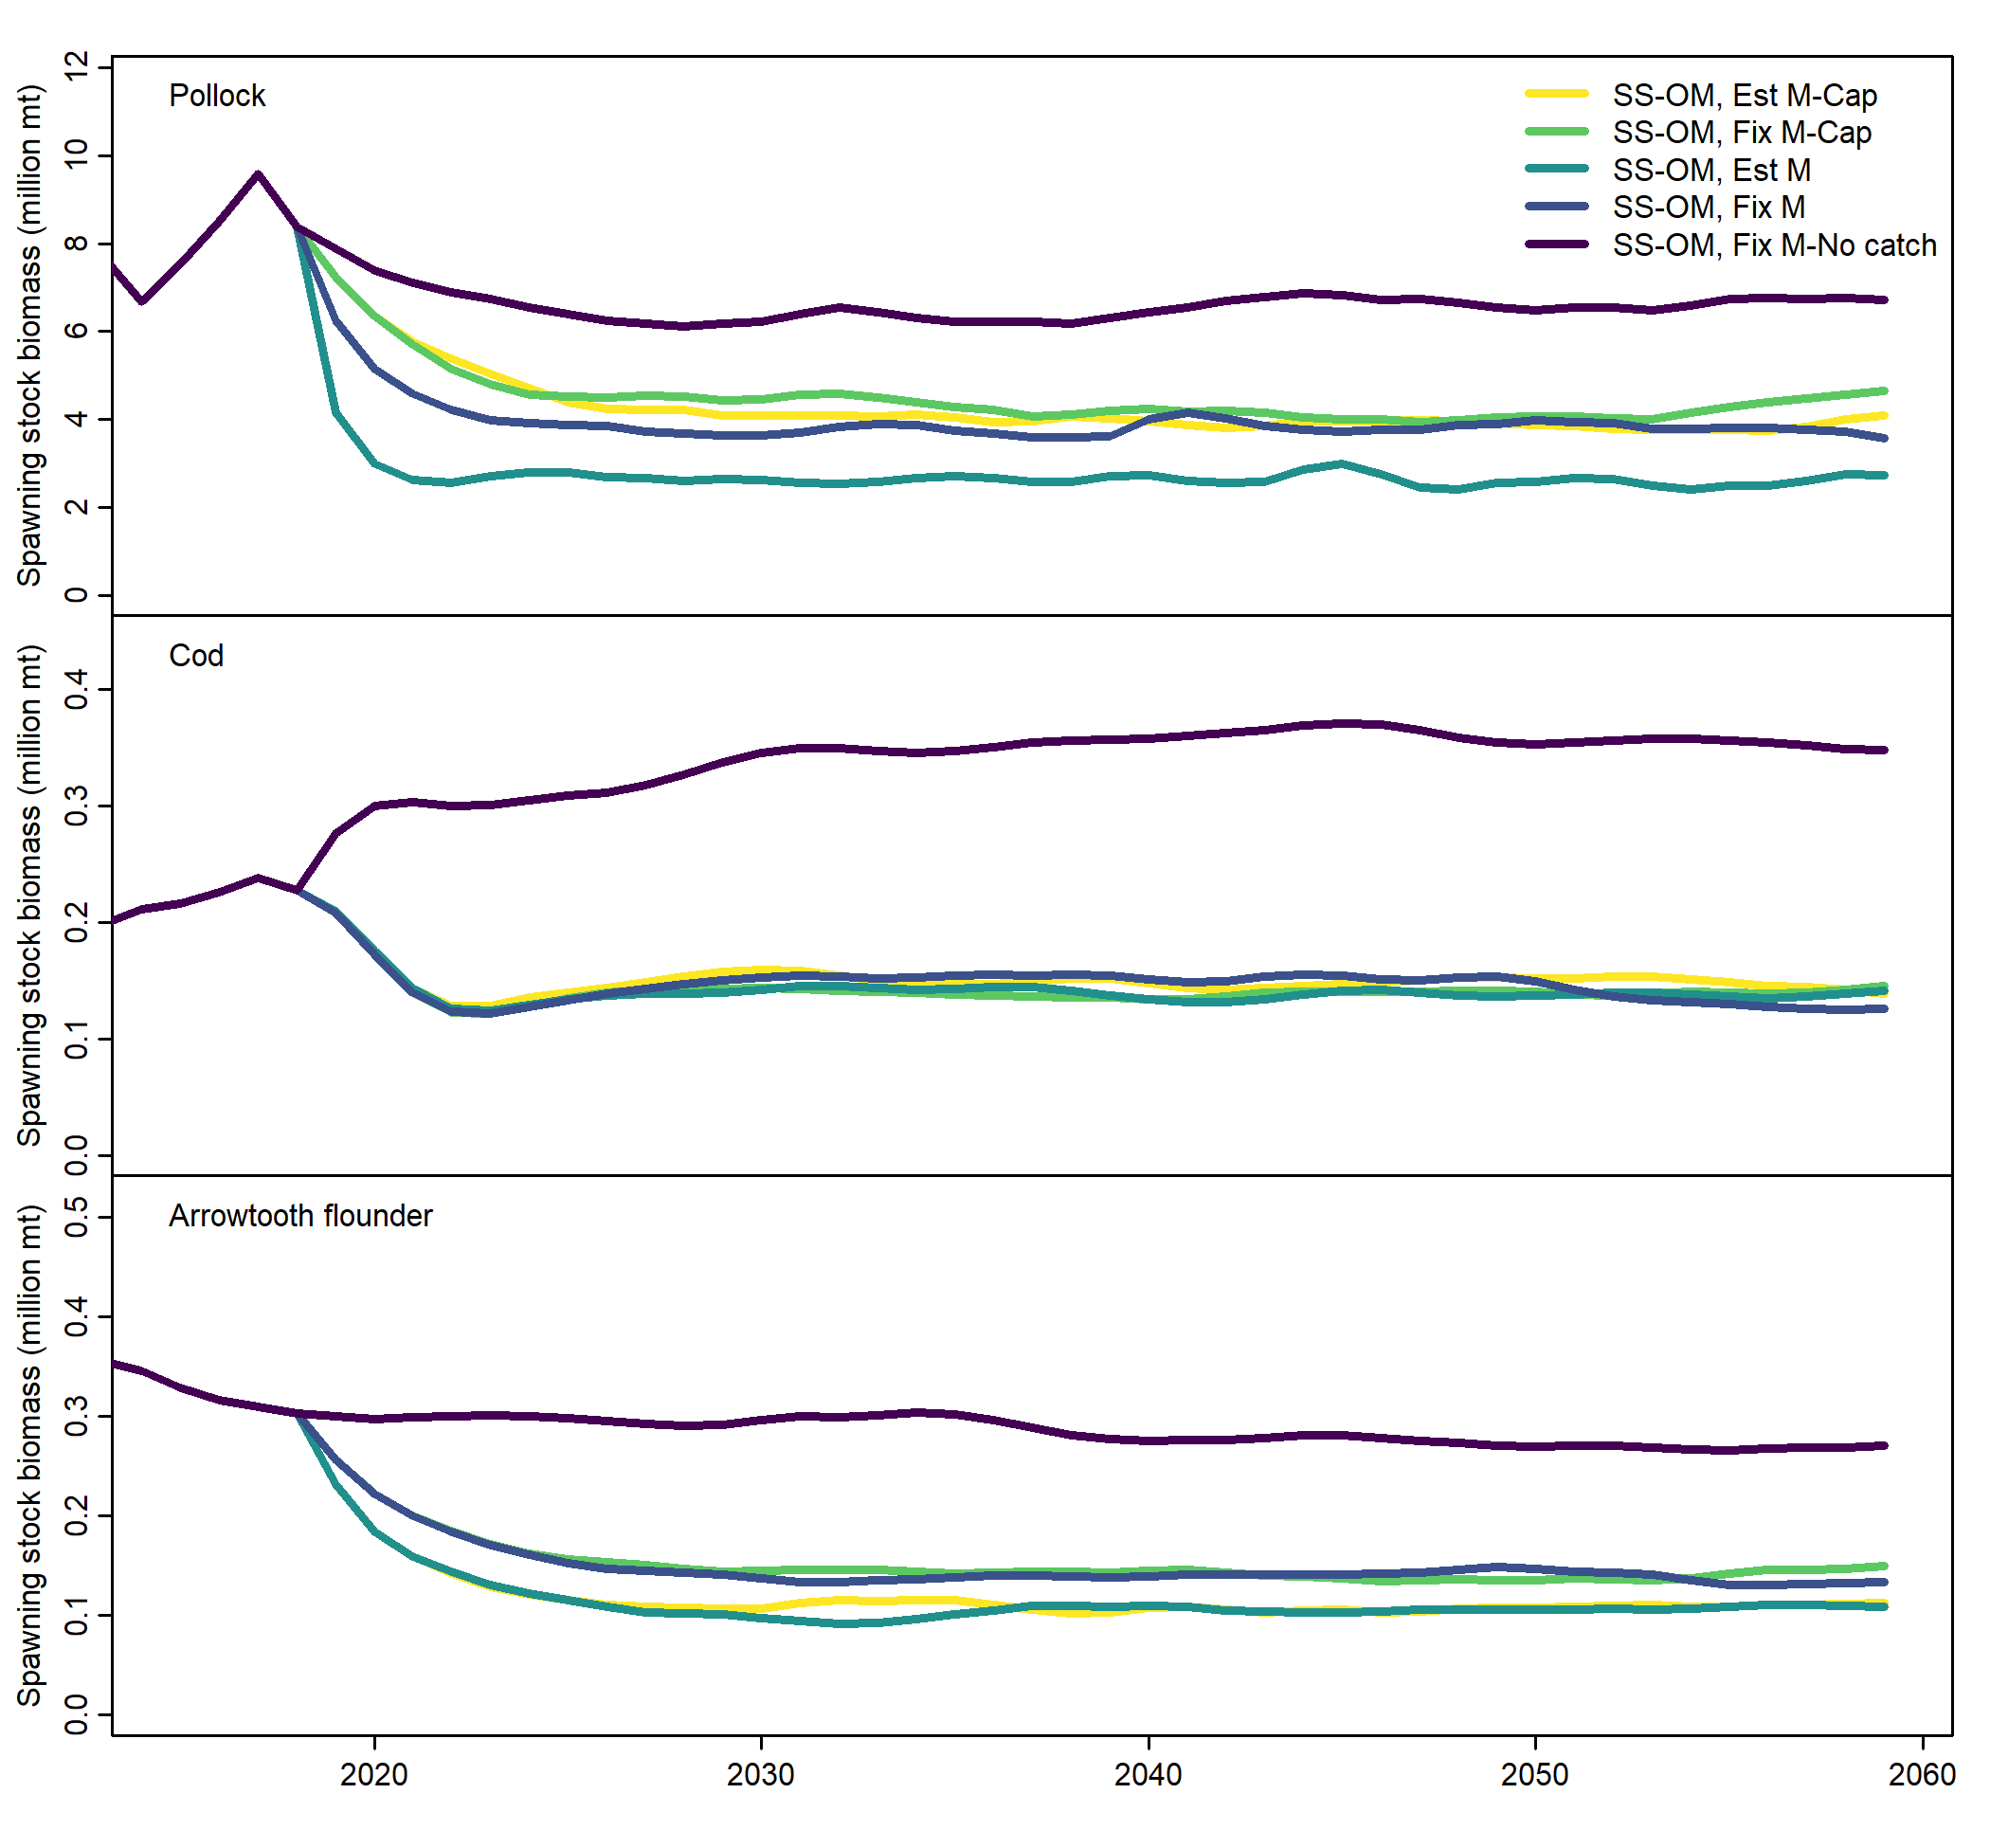 Spawning stock biomass (million mt)
12
10
8
6
4
2
0
Pollock
SS-OM, Est M-Cap
SS-OM, Fix M-Cap
SS-OM, Est M
SS-OM, Fix M
SS-OM, Fix M-No catch
Spawning stock biomass (million mt)
0.4
0.3
0.2
0.1
0.0
Cod
Spawning stock biomass (million mt)
0.5
0.4
0.3
0.2
0.1
0.0
Arrowtooth flounder
2020 2030 2040 2050 2060